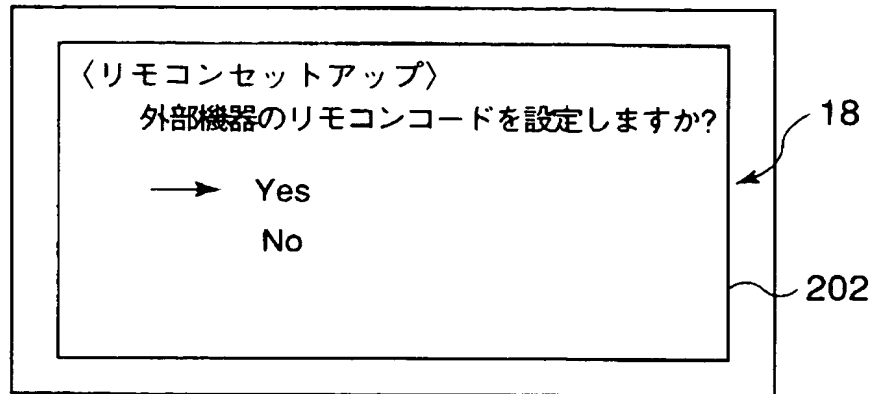 〈リモコンセットアップ〉
外部機器のリモコンコードを設定しますか?
18
→ Yes
No
202